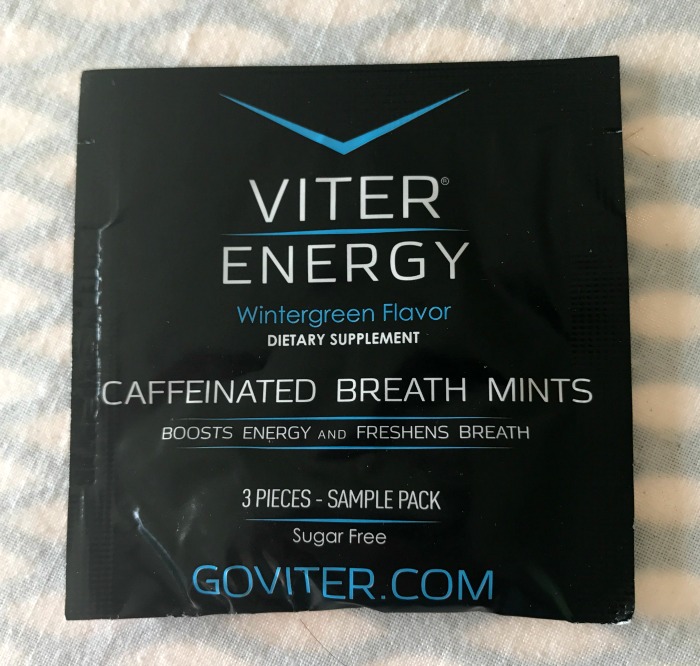 VITER®
ENERGY
Wintergreen Flavor
DIETARY SUPPLEMENT
CAFFEINATED BREATH MINTS
BOOSTS ENERGY AND FRESHENS BREATH
3 PIECES - SAMPLE PACK
Sugar Free
GOVITER.COM